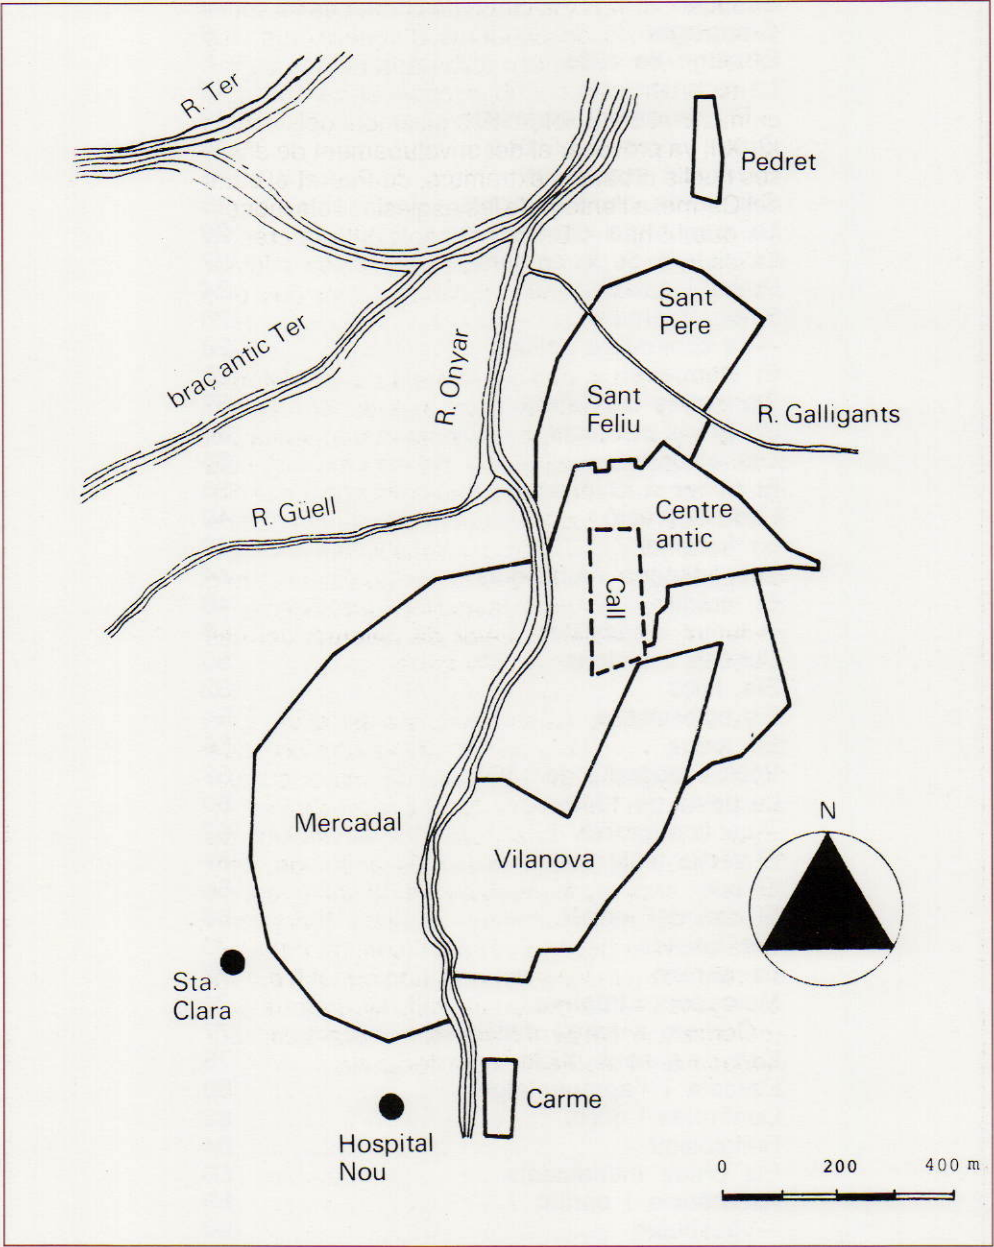 R. Ter
Pedret
Sant
Pere
braç antic Ter
R. Onyar
Sant
Feliu
R. Galligants
R. Güell
Centre
antic
Call
Mercadal
Vilanova
N
Sta.
Clara
Carme
Hospital
Nou
0 200 400 m.